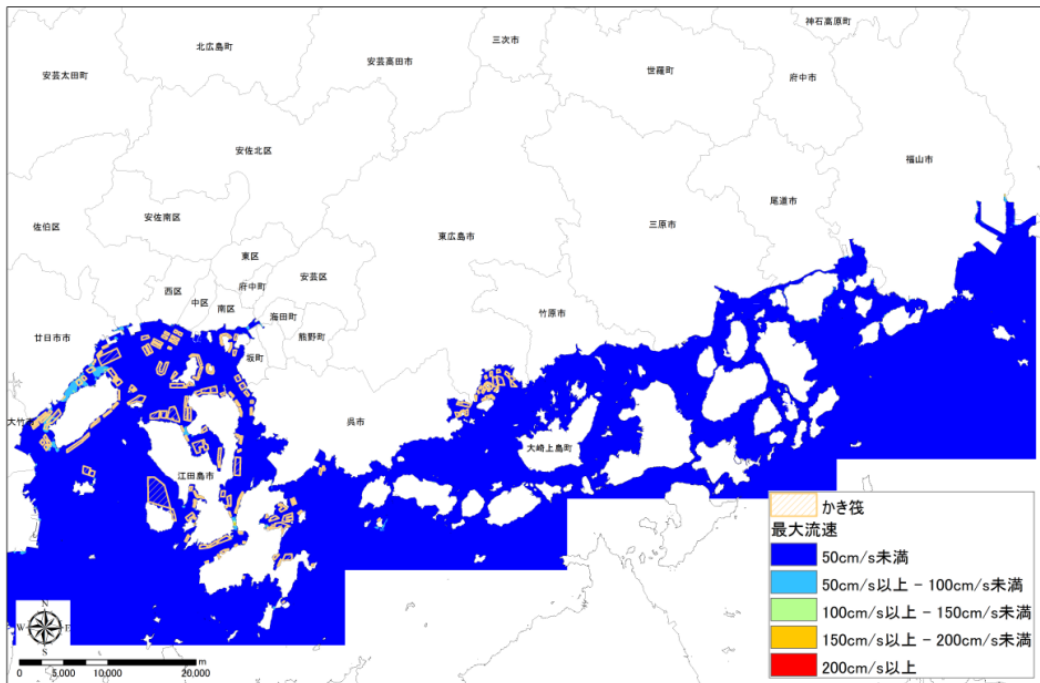 神石高原町
三次市
北広島町
安芸高田市
安芸太田町
世羅町
府中市
安佐北区
福山市
尾道市
安佐南区
佐伯区
三原市
東広島市
東区
安芸区
府中町
西区
中区
南区
海田町
竹原市
廿日市市
熊野町
坂町
大竹
呉市
大崎上島町
江田島市
かき筏
最大流速
50cm/s未満
50cm/s以上 - 100cm/s未満
100cm/s以上 - 150cm/s未満
150cm/s以上 - 200cm/s未満
200cm/s以上
N
W E
S
0 5,000 10,000 20,000 m